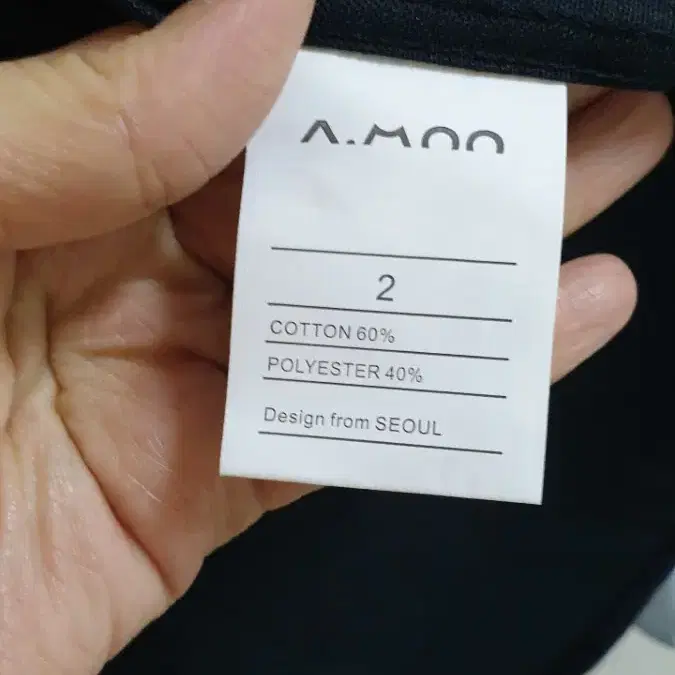 2
COTTON 60%
POLYESTER 40%
Design from SEOUL